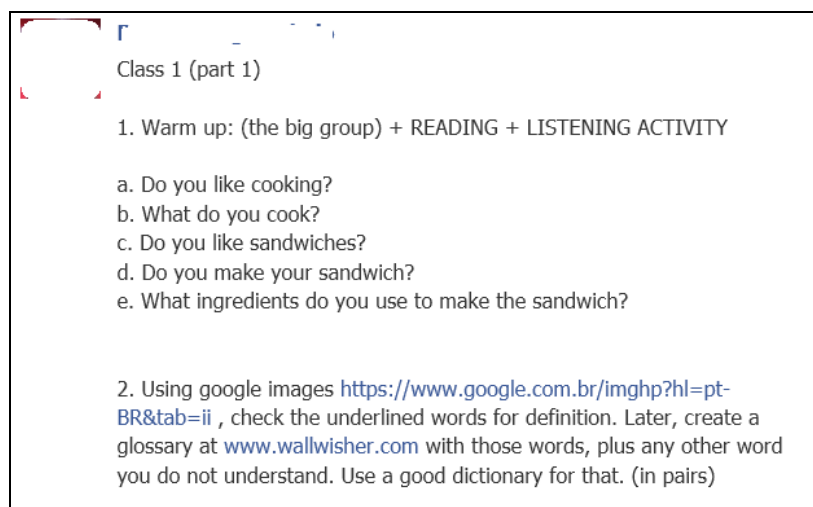 Class 1 (part 1)
1. Warm up: (the big group) + READING + LISTENING ACTIVITY
a. Do you like cooking?
b. What do you cook?
c. Do you like sandwiches?
d. Do you make your sandwich?
e. What ingredients do you use to make the sandwich?
2. Using google images https://www.google.com.br/imghp?hl=pt-
BR&tab=ii , check the underlined words for definition. Later, create a
glossary at www.wallwisher.com with those words, plus any other word
you do not understand. Use a good dictionary for that. (in pairs)